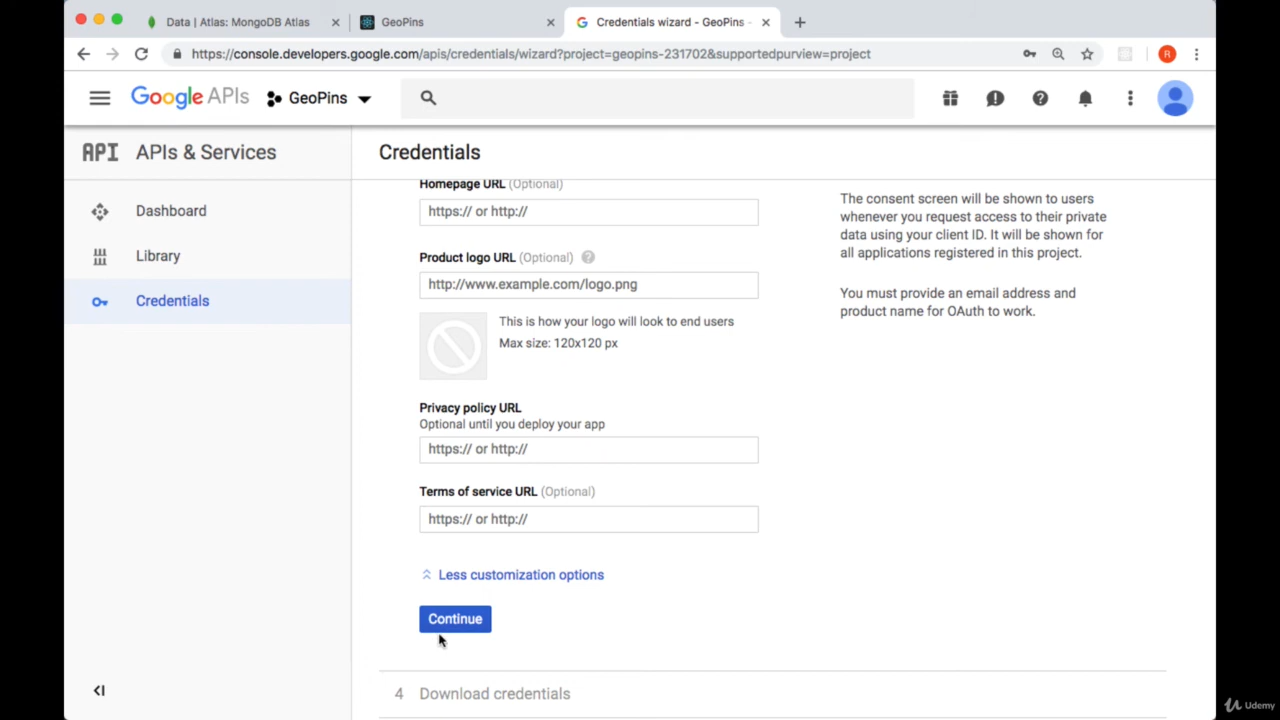 Data | Atlas: MongoDB Atlas
GeoPins
Credentials wizard - GeoPins -
https://console.developers.google.com/apis/credentials/wizard?project=geopins-231702&supportedpurview=project
R
Google APIs
GeoPins
API APIs & Services
Credentials
Dashboard
Library
Credentials
Homepage URL (Optional)
https:// or http://
Product logo URL (Optional)
http://www.example.com/logo.png
This is how your logo will look to end users
Max size: 120x120 px
Privacy policy URL
Optional until you deploy your app
https:// or http://
Terms of service URL (Optional)
https:// or http://
Less customization options
Continue
4 Download credentials
The consent screen will be shown to users
whenever you request access to their private
data using your client ID. It will be shown for
all applications registered in this project.
You must provide an email address and
product name for OAuth to work.
Udemy